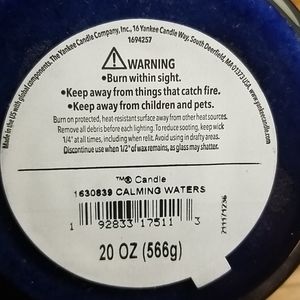 The Yankee Candle Company, Inc., 16 Yankee Candle Way, South Deerfield, MA 01373 USA. www.yankeecandle.com
Made in the US with global components.
1694257
WARNING
•Burn within sight.
•Keep away from things that catch fire.
•Keep away from children and pets.
Burn on protected, heat-resistant surface away from other heat sources.
Remove all debris before each lighting. To reduce sooting, keep wick
1/4" at all times, including when relit. Avoid using in drafty areas.
Discontinue use when 1/2" of wax remains, as glass may shatter.
™® Candle
1630839 CALMING WATERS
1 92833 17511 3
20 OZ (566g)